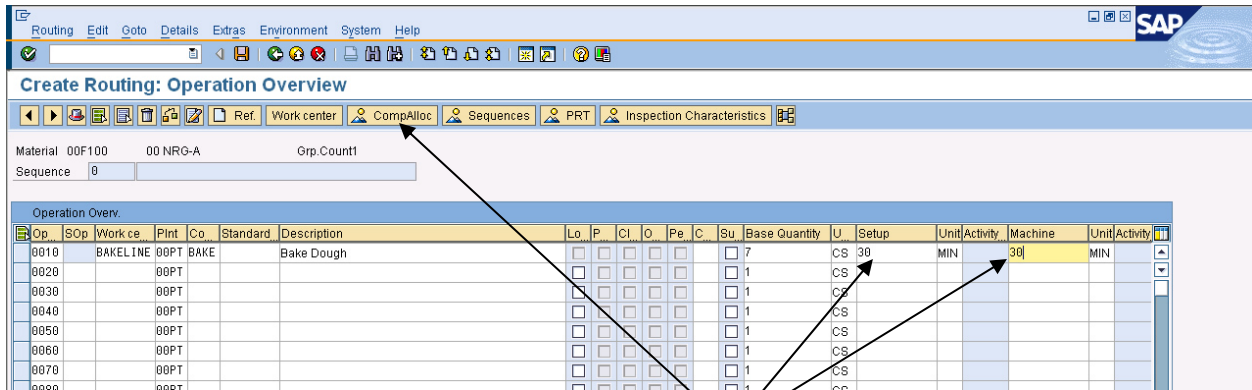 Routing Edit Goto Details Extras Environment System Help
SAP
Create Routing: Operation Overview
Ref. Work center CompAlloc Sequences PRT Inspection Characteristics
Material 00F100 00 NRG-A Grp.Count1
Sequence 0
Operation Overv.
Op... SOp Work ce... Plnt Co... Standard... Description Lo... P... Cl... O... Pe... C... Su... Base Quantity U... Setup Unit Activity... Machine Unit Activity
0010 BAKELINE 00PT BAKE Bake Dough 7 CS 30 MIN 30 MIN
0020 00PT 1 CS
0030 00PT 1 CS
0040 00PT 1 CS
0050 00PT 1 CS
0060 00PT 1 CS
0070 00PT 1 CS
0080 00PT 1 CS